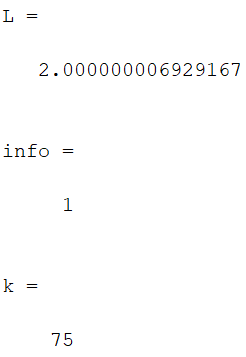 L =
2.000000006929167
info =
1
k =
75